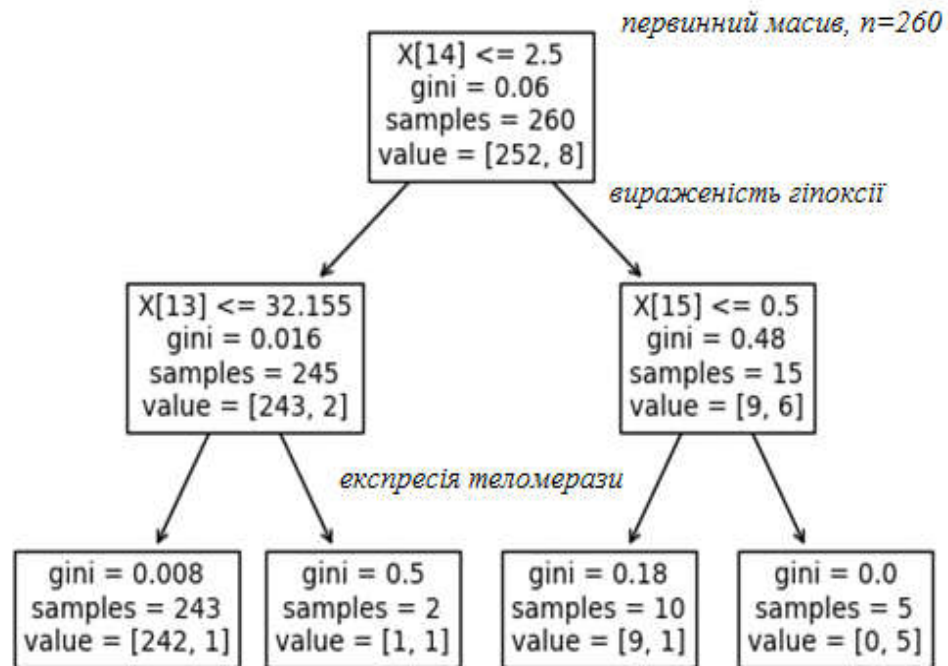 первинний масив, n=260
X[14] <= 2.5
gini = 0.06
samples = 260
value = [252, 8]
вираженість гіпоксії
X[13] <= 32.155
gini = 0.016
samples = 245
value = [243, 2]
X[15] <= 0.5
gini = 0.48
samples = 15
value = [9, 6]
експресія теломерази
gini = 0.008
samples = 243
value = [242, 1]
gini = 0.5
samples = 2
value = [1, 1]
gini = 0.18
samples = 10
value = [9, 1]
gini = 0.0
samples = 5
value = [0, 5]